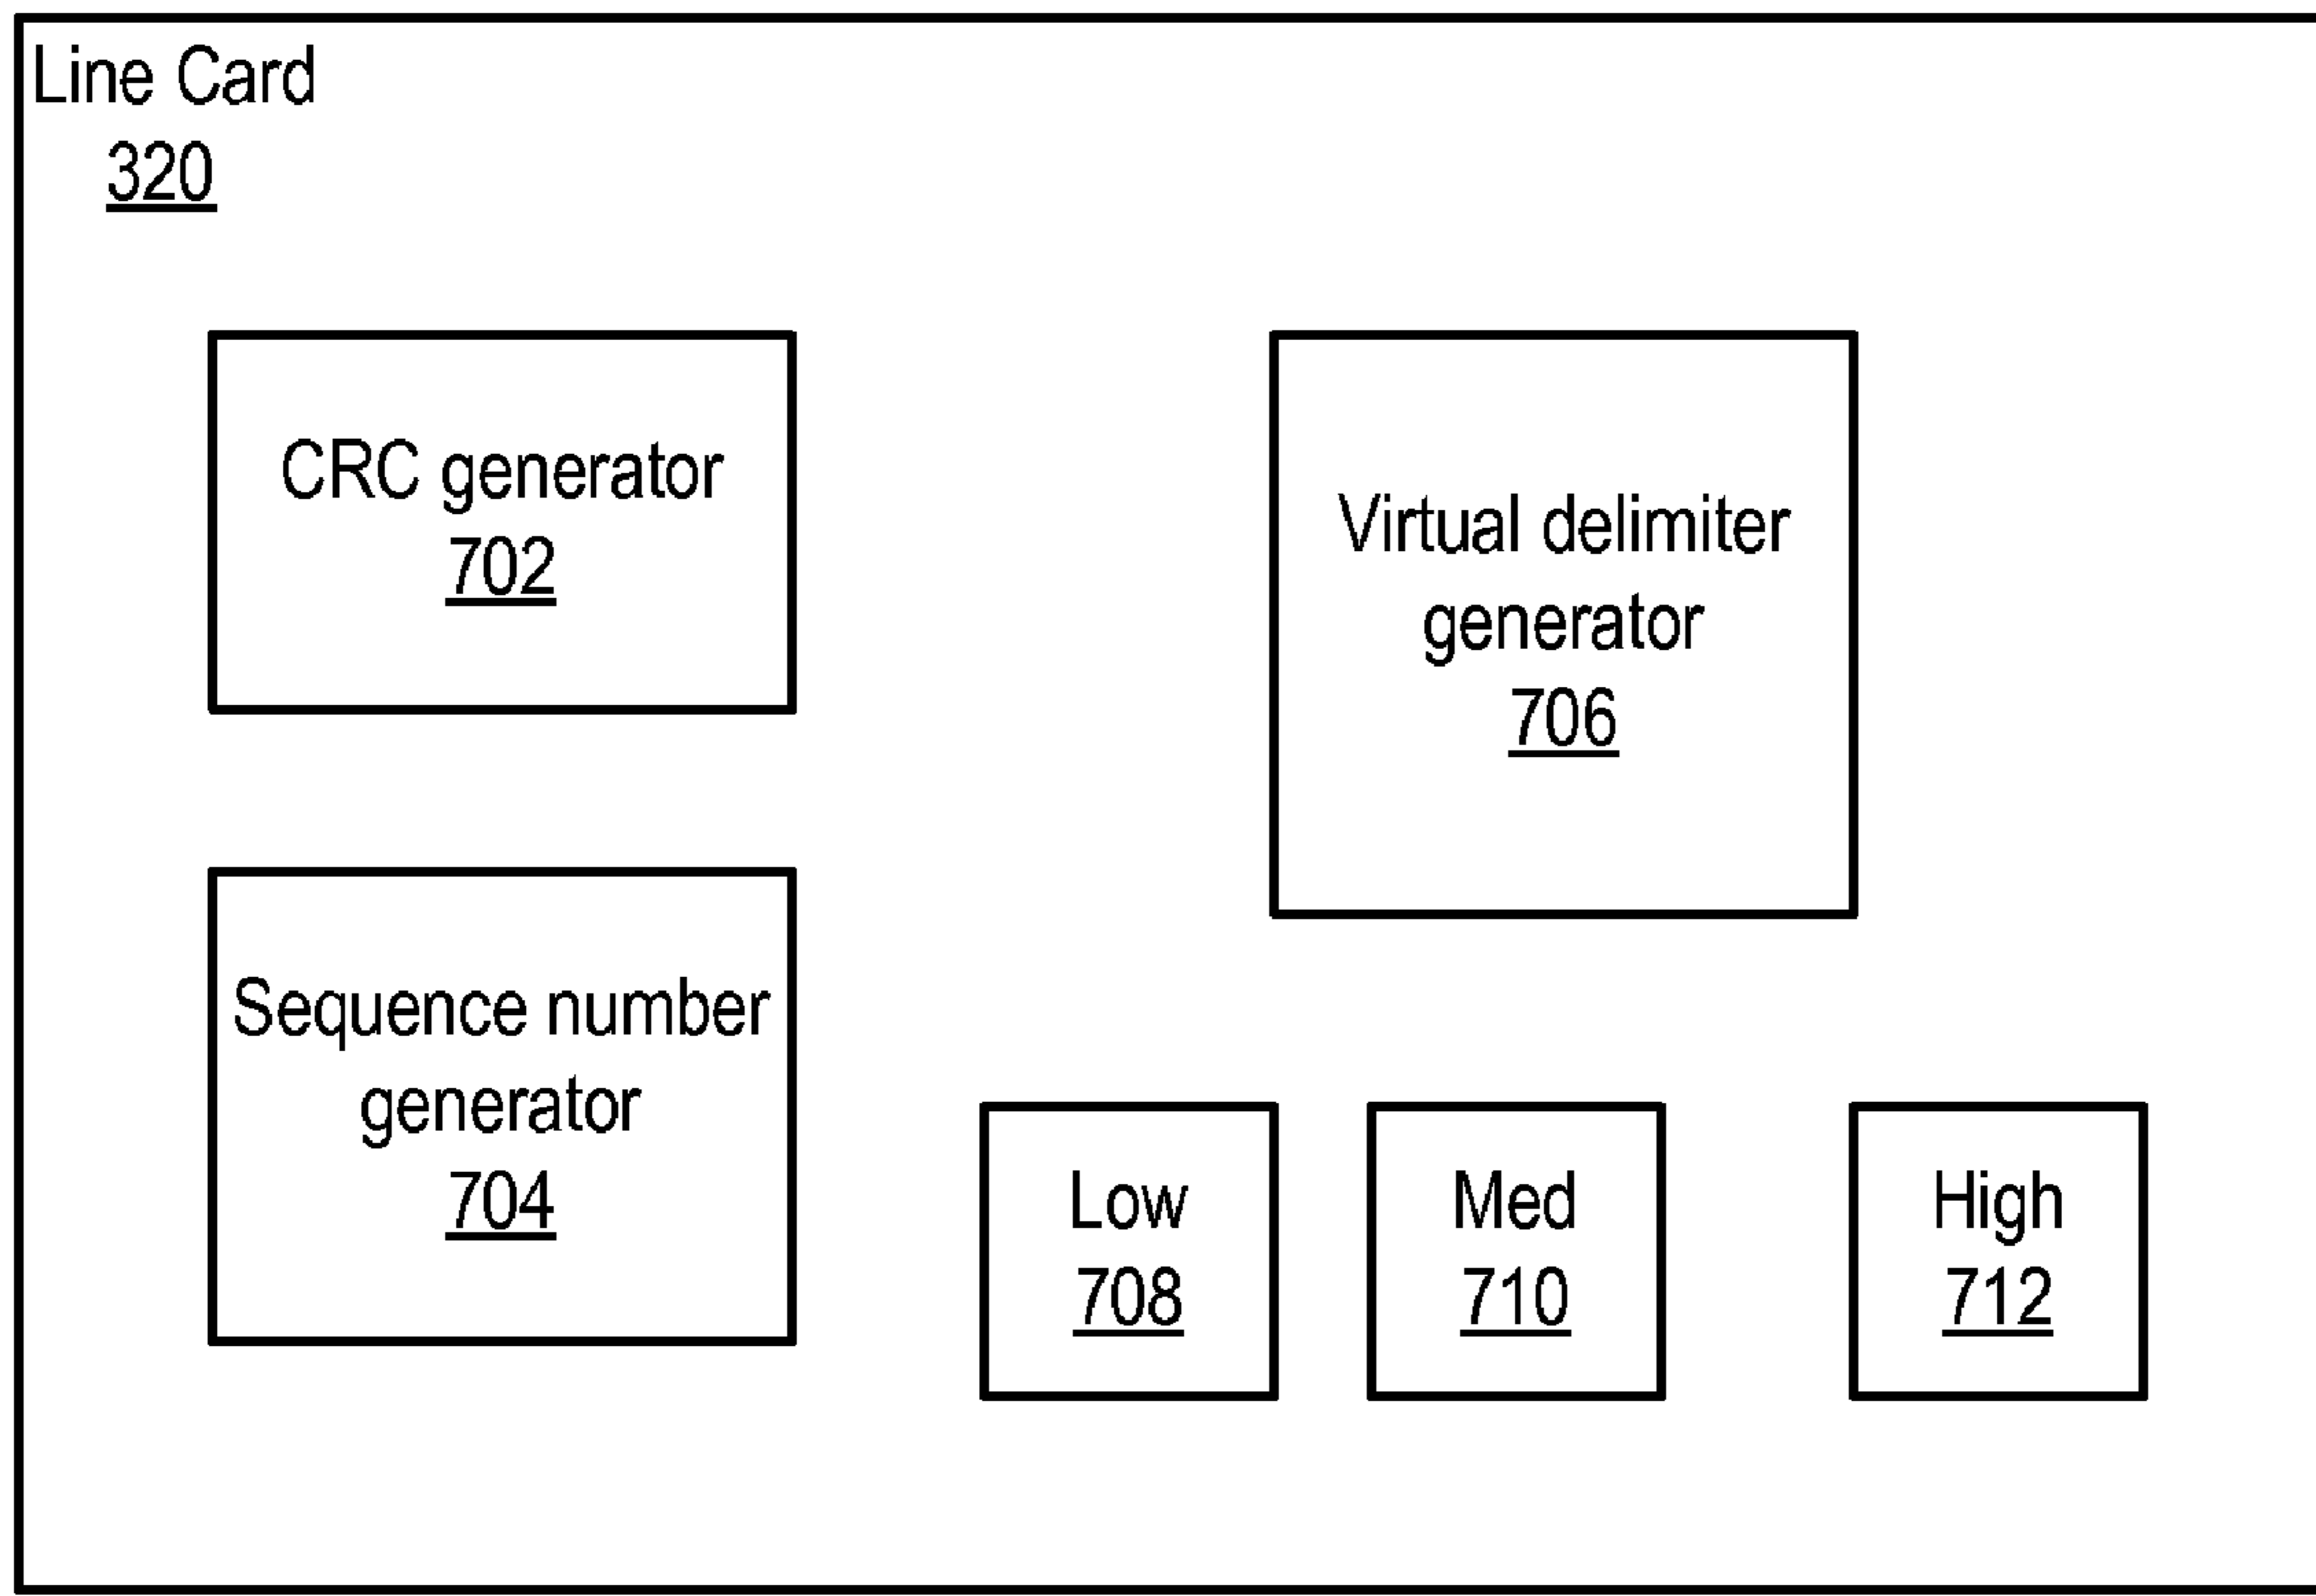 Line Card
320
CRC generator
702
Virtual delimiter
generator
706
Sequence number
generator
704
Low
708
Med
710
High
712